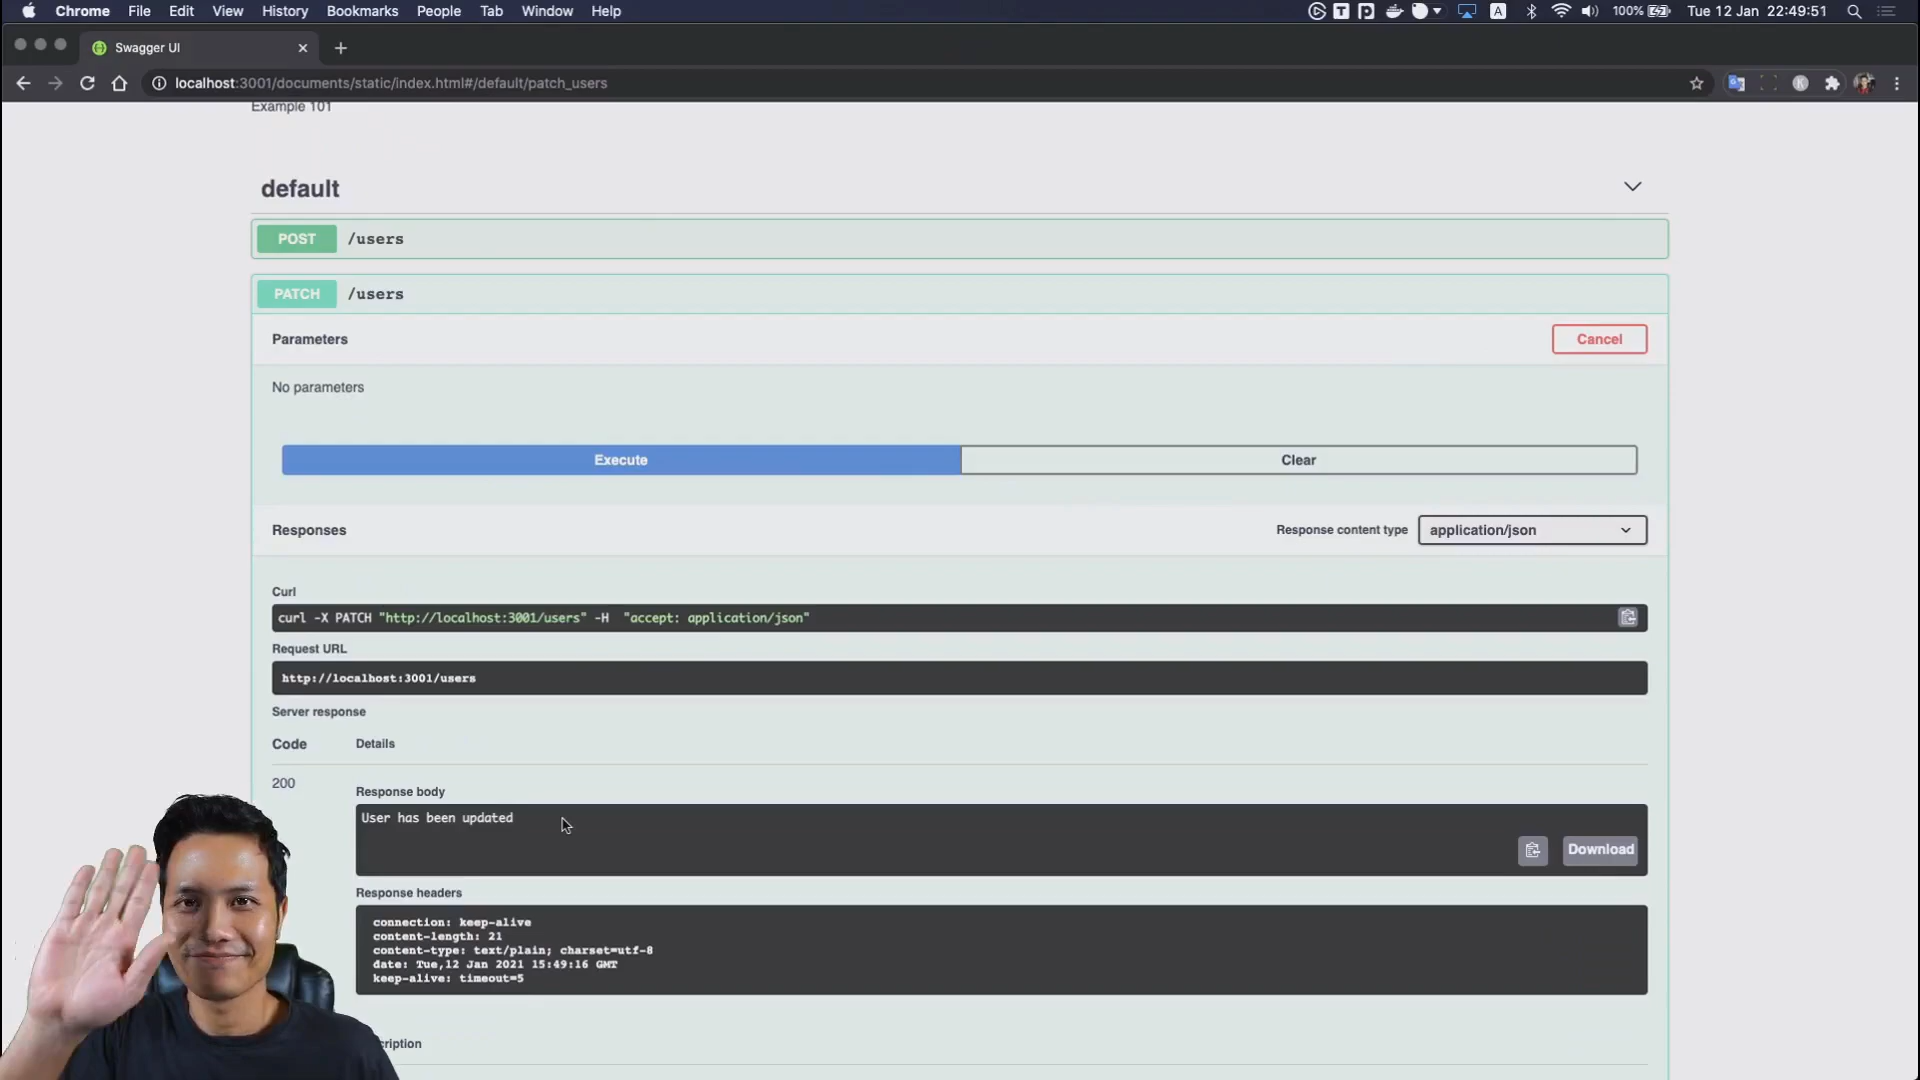 Chrome File Edit View History Bookmarks People Tab Window Help
100% Tue 12 Jan 22:49:51
Swagger UI
localhost:3001/documents/static/index.html#/default/patch_users
Example 101
default
POST /users
PATCH /users
Parameters
Cancel
No parameters
Execute
Clear
Responses
Response content type
application/json
Curl
curl -X PATCH "http://localhost:3001/users" -H "accept: application/json"
Request URL
http://localhost:3001/users
Server response
Code Details
200
Response body
User has been updated
Download
Response headers
connection: keep-alive
content-length: 21
content-type: text/plain; charset=utf-8
date: Tue,12 Jan 2021 15:49:16 GMT
keep-alive: timeout=5
cription